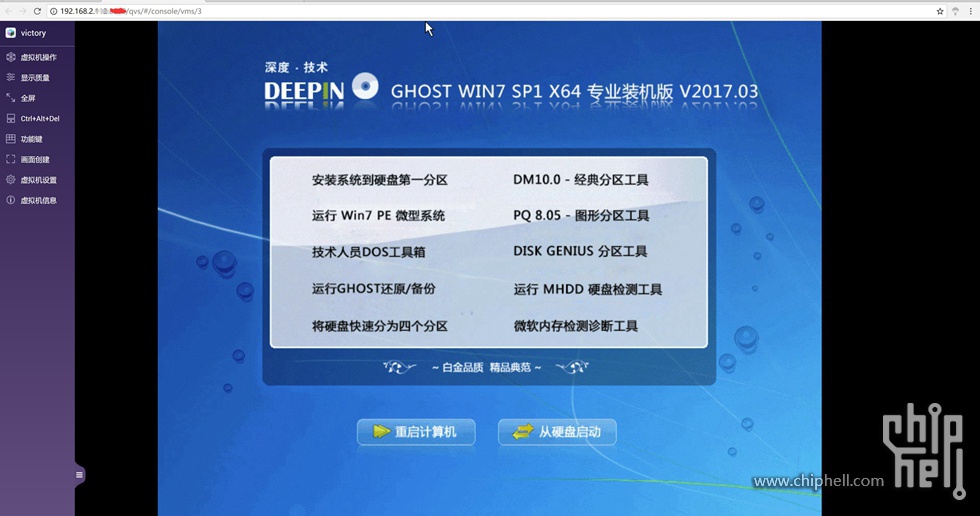 192.168.2.
/qvs/#/console/vms/3
victory
虚拟机操作
显示质量
全屏
Ctrl+Alt+Del
功能键
画面创建
虚拟机设置
虚拟机信息
深度·技术
DEEPIN
GHOST WIN7 SP1 X64 专业装机版 V2017.03
安装系统到硬盘第一分区
DM10.0 - 经典分区工具
运行 Win7 PE 微型系统
PQ 8.05 - 图形分区工具
技术人员DOS工具箱
DISK GENIUS 分区工具
运行GHOST还原/备份
运行 MHDD 硬盘检测工具
将硬盘快速分为四个分区
微软内存检测诊断工具
~ 白金品质 精品典范 ~
重启计算机
从硬盘启动
chip
hell
www.chiphell.com